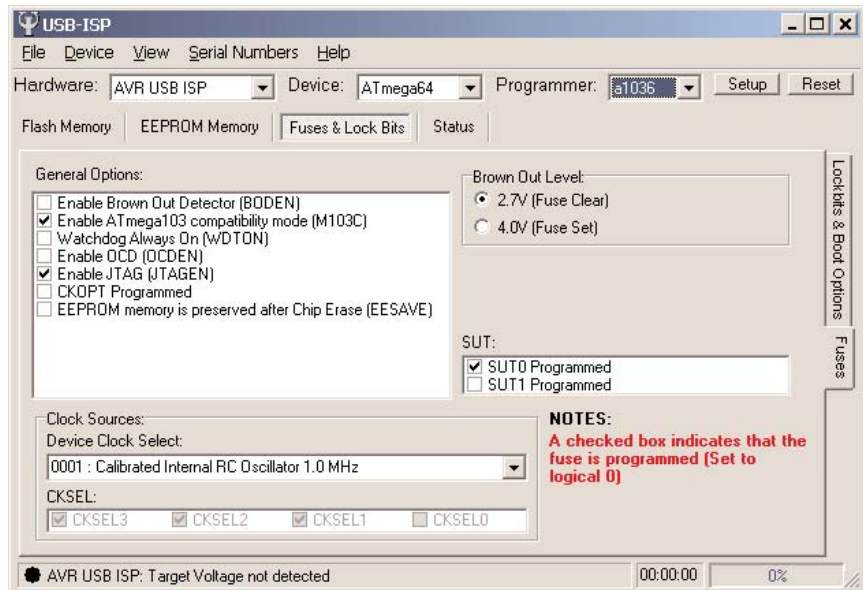 USB-ISP
File Device View Serial Numbers Help
Hardware: AVR USB ISP Device: ATmega64 Programmer: a1036 Setup Reset
Flash Memory EEPROM Memory Fuses & Lock Bits Status
General Options:
Enable Brown Out Detector (BODEN)
Enable ATmega103 compatibility mode (M103C)
Watchdog Always On (WDTON)
Enable OCD (OCDEN)
Enable JTAG (JTAGEN)
CKOPT Programmed
EEPROM memory is preserved after Chip Erase (EESAVE)
Brown Out Level:
2.7V (Fuse Clear)
4.0V (Fuse Set)
SUT:
SUT0 Programmed
SUT1 Programmed
Lockbits & Boot Options
Fuses
Clock Sources:
Device Clock Select:
0001 : Calibrated Internal RC Oscillator 1.0 MHz
CKSEL:
CKSEL3 CKSEL2 CKSEL1 CKSEL0
NOTES:
A checked box indicates that the
fuse is programmed (Set to
logical 0)
AVR USB ISP: Target Voltage not detected 00:00:00 0%